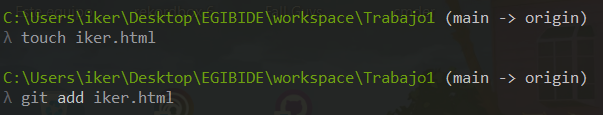 C:\Users\iker\Desktop\EGIBIDE\workspace\Trabajo1 (main -> origin)
λ touch iker.html
C:\Users\iker\Desktop\EGIBIDE\workspace\Trabajo1 (main -> origin)
λ git add iker.html